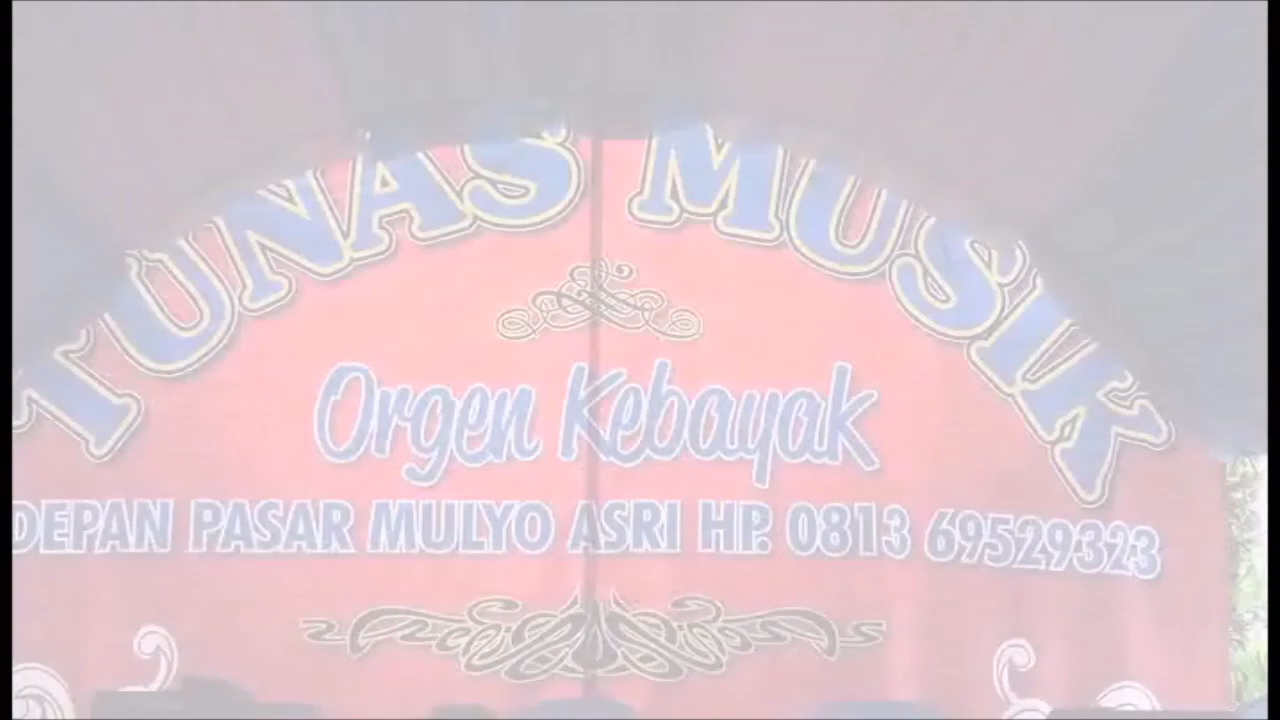 TUNAS MUSIK
Orgen Kebayak
DEPAN PASAR MULYO ASRI HP. 0813 69529323